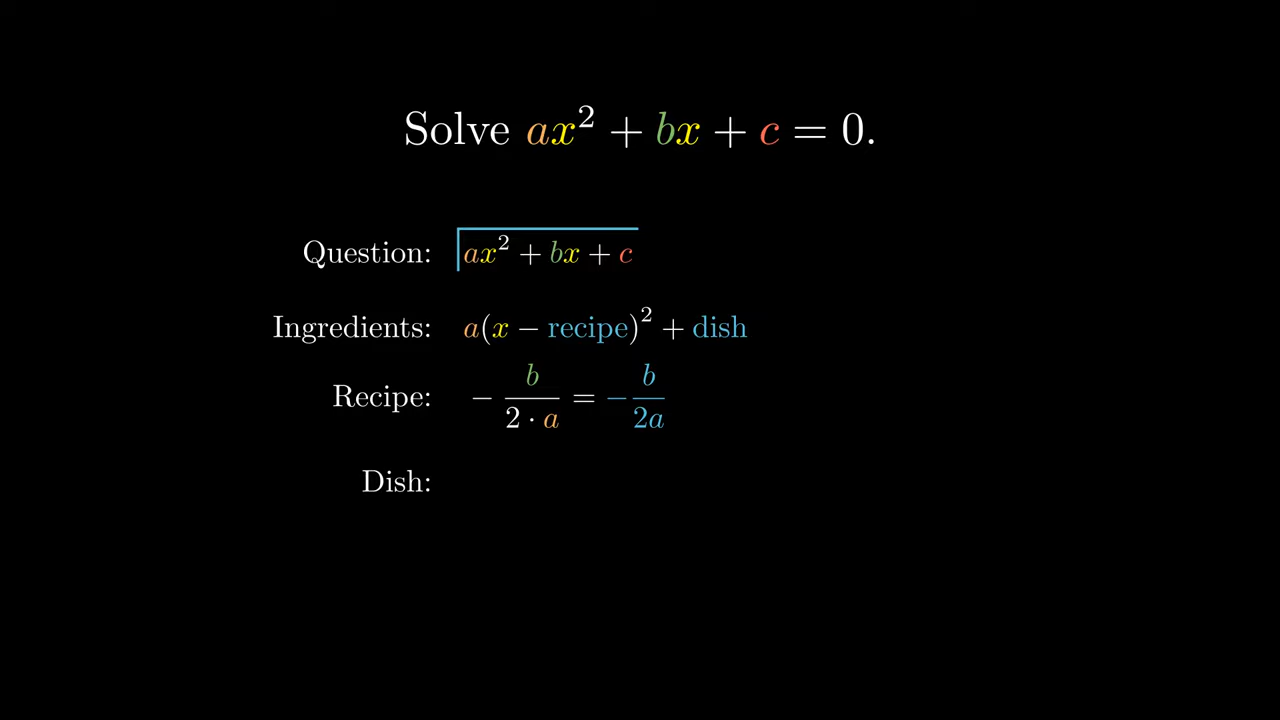 Solve ax² + bx + c = 0.
Question: ax² + bx + c
Ingredients: a(x − recipe)² + dish
Recipe: −b/(2 · a) = −b/(2a)
Dish: